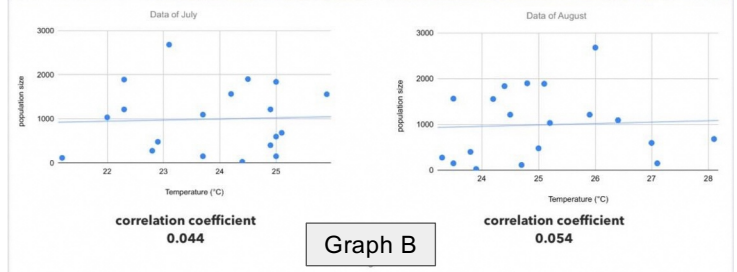 Data of July
3000
2000
1000
0
population size
22
23
24
25
Temperature (°C)
correlation coefficient
0.044
Graph B
Data of August
3000
2000
1000
0
population size
24
25
26
27
28
Temperature (°C)
correlation coefficient
0.054